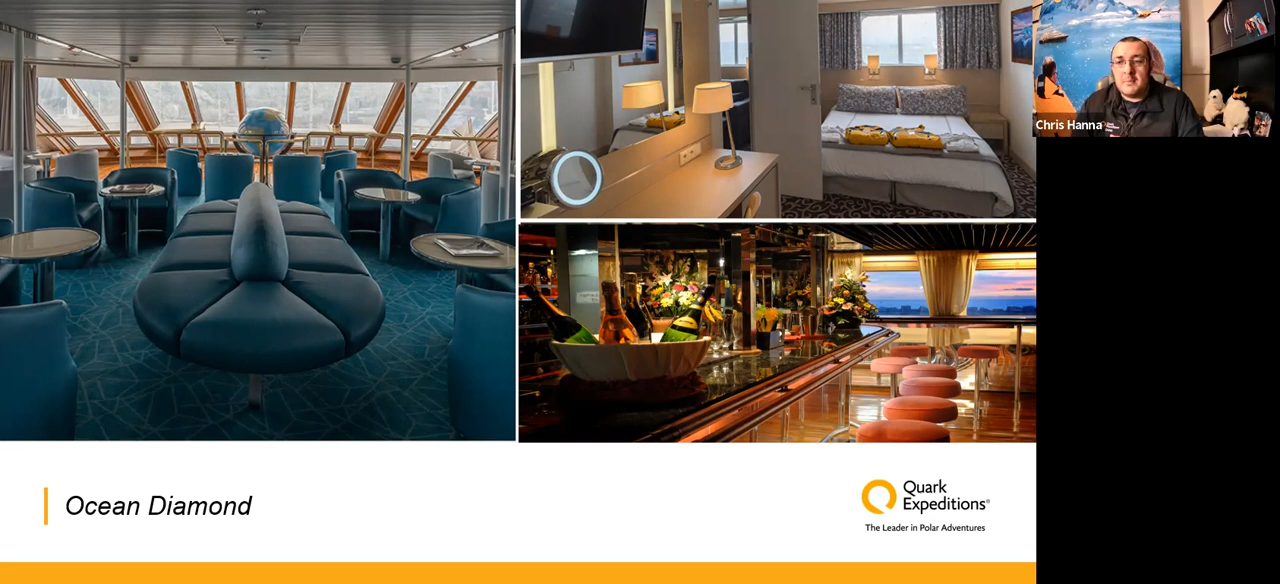 Chris Hanna
Ocean Diamond
Quark
Expeditions®
The Leader in Polar Adventures